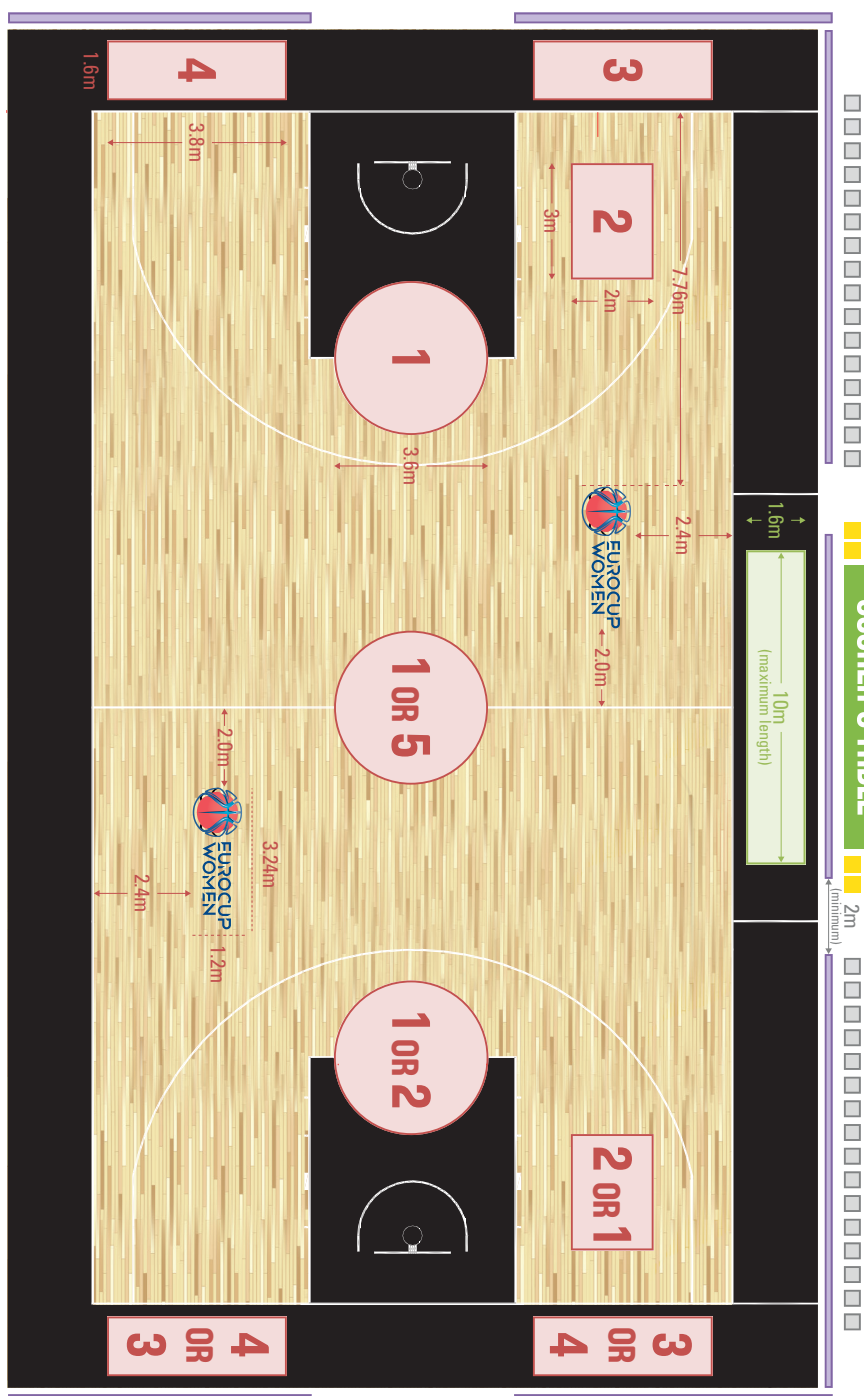 4
3
1.6m
3.8m
2
3m
2m
7.76m
1
3.6m
EUROCUP
WOMEN
2.4m
2.0m
1.6m
10m
(maximum length)
1 OR 5
2.0m
EUROCUP
WOMEN
3.24m
2.4m
1.2m
2m
(minimum)
1 OR 2
2 OR 1
4
OR
3
3
OR
4